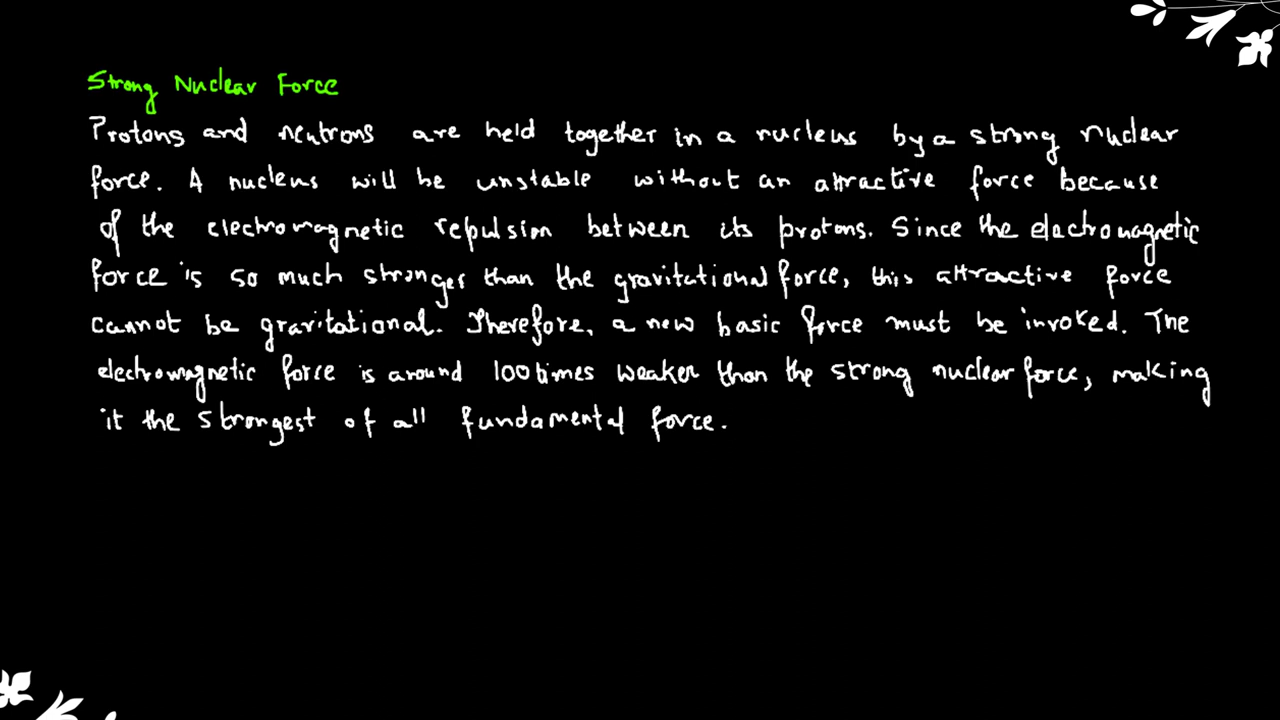 Strong Nuclear Force
Protons and neutrons are held together in a nucleus by a strong nuclear
force. A nucleus will be unstable without an attractive force because
of the electromagnetic repulsion between its protons. Since the electromagnetic
force is so much stronger than the gravitational force, this attractive force
cannot be gravitational. Therefore, a new basic force must be invoked. The
electromagnetic force is around 100 times weaker than the strong nuclear force, making
it the strongest of all fundamental force.